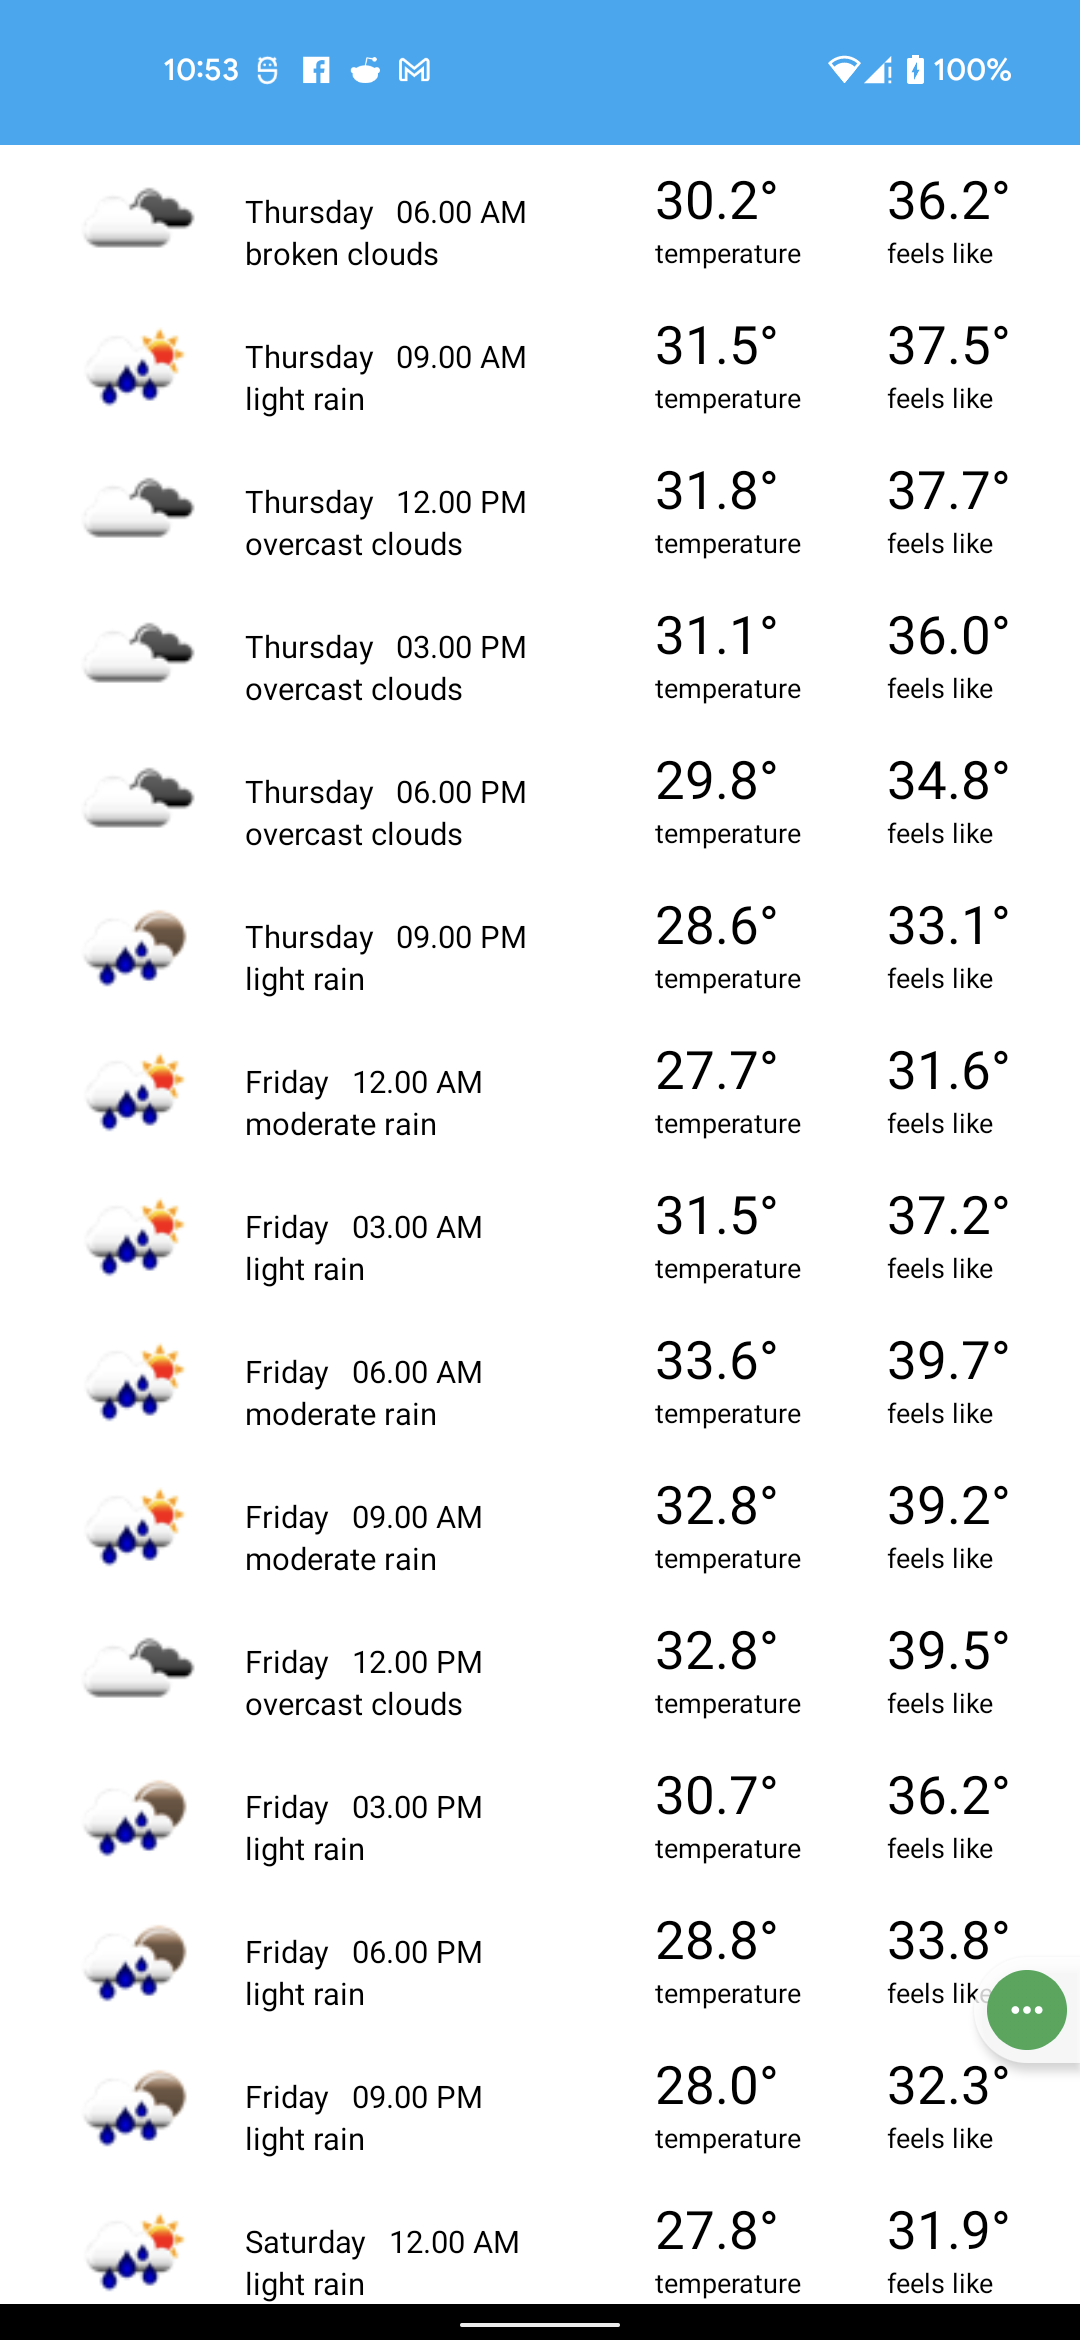 10:53 100%
Thursday 06.00 AM 30.2° 36.2°
broken clouds temperature feels like
Thursday 09.00 AM 31.5° 37.5°
light rain temperature feels like
Thursday 12.00 PM 31.8° 37.7°
overcast clouds temperature feels like
Thursday 03.00 PM 31.1° 36.0°
overcast clouds temperature feels like
Thursday 06.00 PM 29.8° 34.8°
overcast clouds temperature feels like
Thursday 09.00 PM 28.6° 33.1°
light rain temperature feels like
Friday 12.00 AM 27.7° 31.6°
moderate rain temperature feels like
Friday 03.00 AM 31.5° 37.2°
light rain temperature feels like
Friday 06.00 AM 33.6° 39.7°
moderate rain temperature feels like
Friday 09.00 AM 32.8° 39.2°
moderate rain temperature feels like
Friday 12.00 PM 32.8° 39.5°
overcast clouds temperature feels like
Friday 03.00 PM 30.7° 36.2°
light rain temperature feels like
Friday 06.00 PM 28.8° 33.8°
light rain temperature feels like
Friday 09.00 PM 28.0° 32.3°
light rain temperature feels like
Saturday 12.00 AM 27.8° 31.9°
light rain temperature feels like